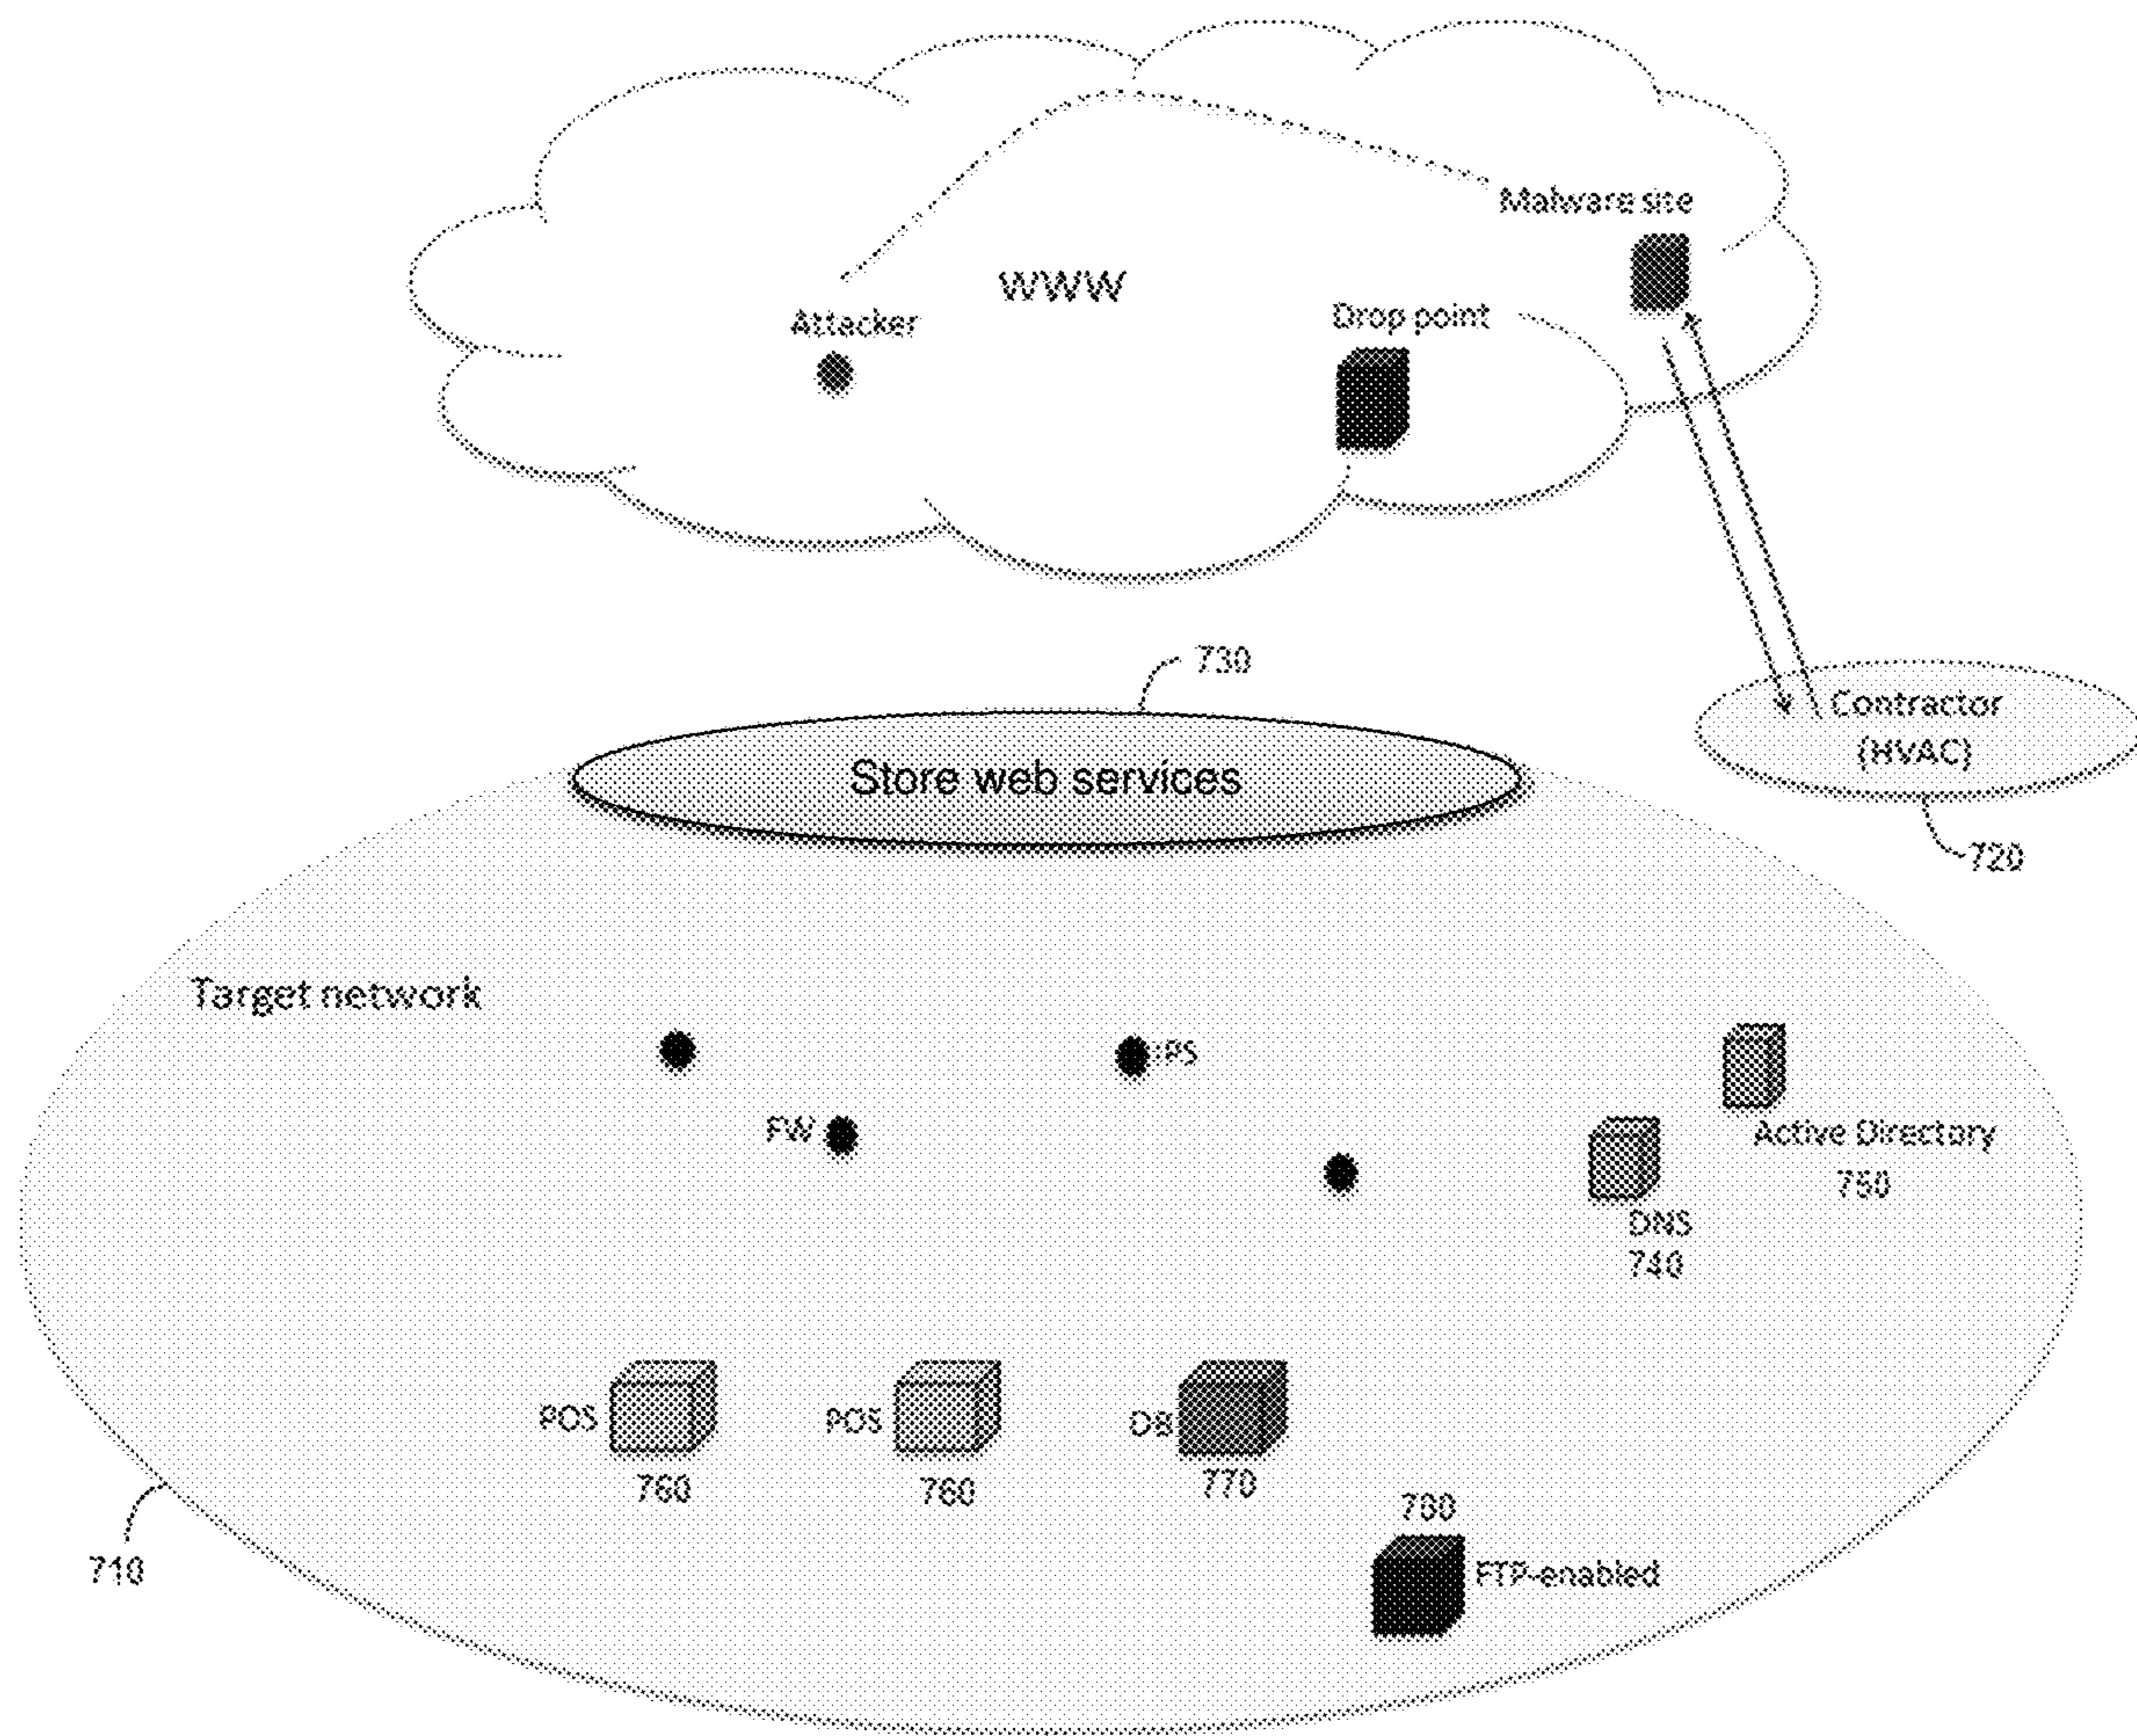 Malware site
WWW
Attacker
Drop point
730
Store web services
Contractor
(HVAC)
720
Target network
IPS
FW
Active Directory
750
DNS
740
POS
760
POS
760
DB
770
780
FTP-enabled
710